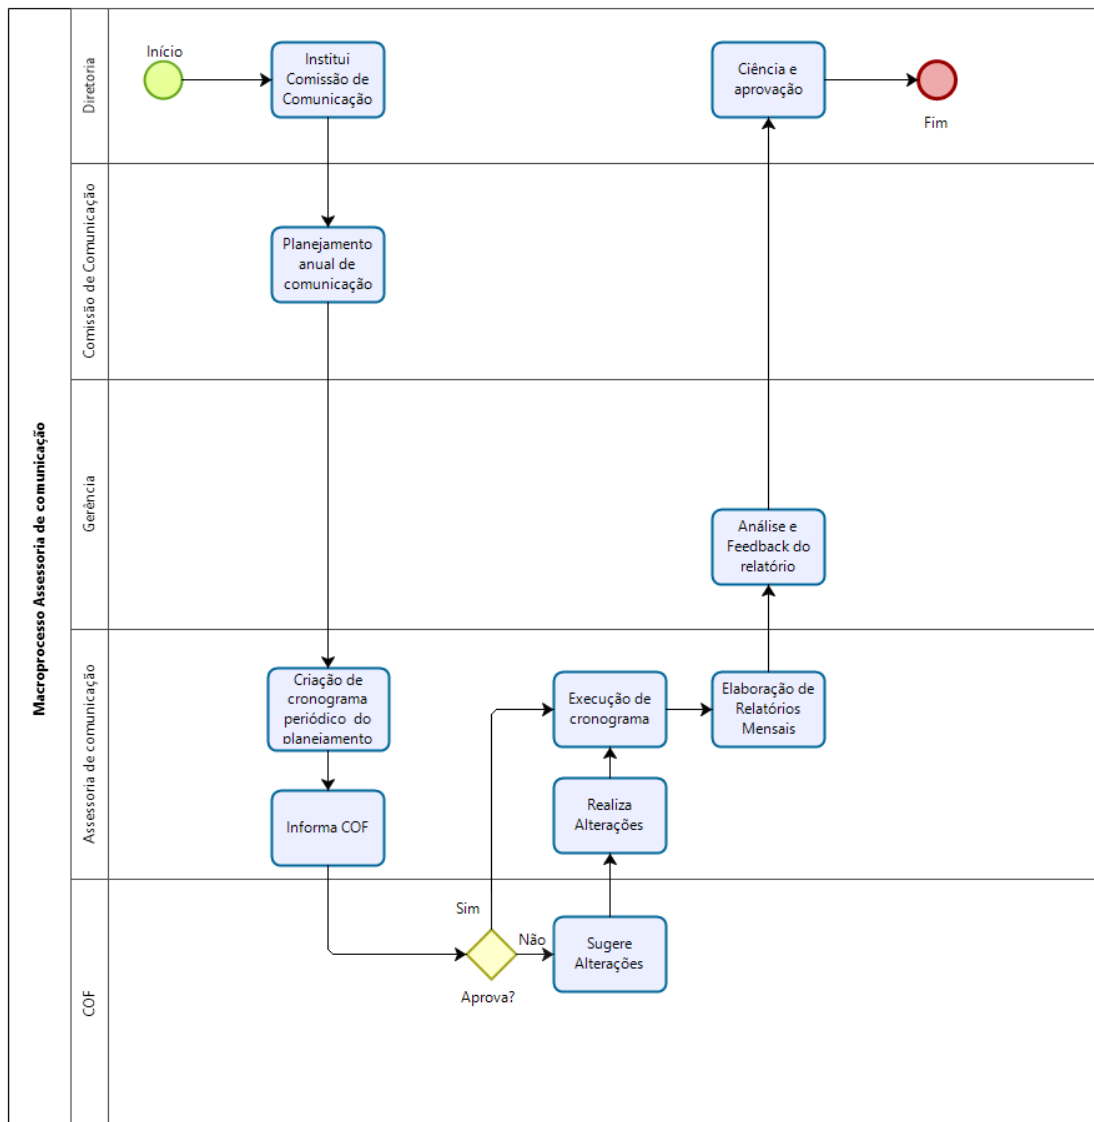 Macroprocesso Assessoria de comunicação
Diretoria
Início
Institui
Comissão de
Comunicação
Ciência e
aprovação
Fim
Comissão de Comunicação
Planejamento
anual de
comunicação
Gerência
Análise e
Feedback do
relatório
Assessoria de comunicação
Criação de
cronograma
periódico do
planejamento
Execução de
cronograma
Elaboração de
Relatórios
Mensais
Informa COF
Realiza
Alterações
COF
Sim
Não
Aprova?
Sugere
Alterações